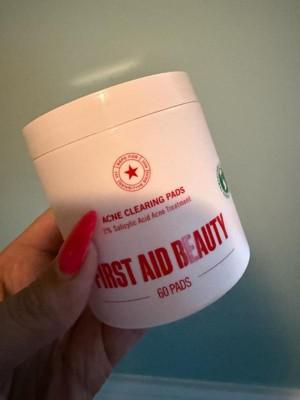 ACNE CLEARING PADS
2% Salicylic Acid Acne Treatment
FIRST AID BEAUTY
60 PADS